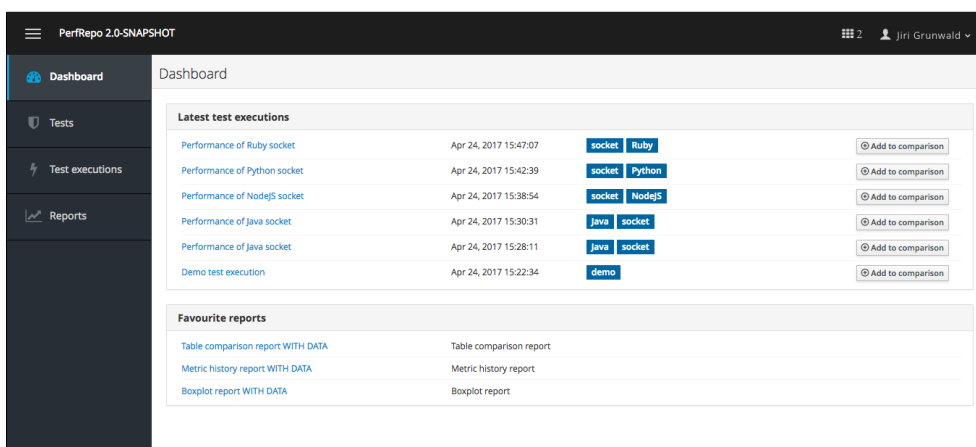 PerfRepo 2.0-SNAPSHOT 2 Jiri Grunwald
Dashboard Dashboard
Latest test executions
Tests
Performance of Ruby socket Apr 24, 2017 15:47:07 socket Ruby Add to comparison
Performance of Python socket Apr 24, 2017 15:42:39 socket Python Add to comparison
Test executions
Performance of NodeJS socket Apr 24, 2017 15:38:54 socket NodeJS Add to comparison
Reports
Performance of Java socket Apr 24, 2017 15:30:31 Java socket Add to comparison
Performance of Java socket Apr 24, 2017 15:28:11 Java socket Add to comparison
Demo test execution Apr 24, 2017 15:22:34 demo Add to comparison
Favourite reports
Table comparison report WITH DATA Table comparison report
Metric history report WITH DATA Metric history report
Boxplot report WITH DATA Boxplot report